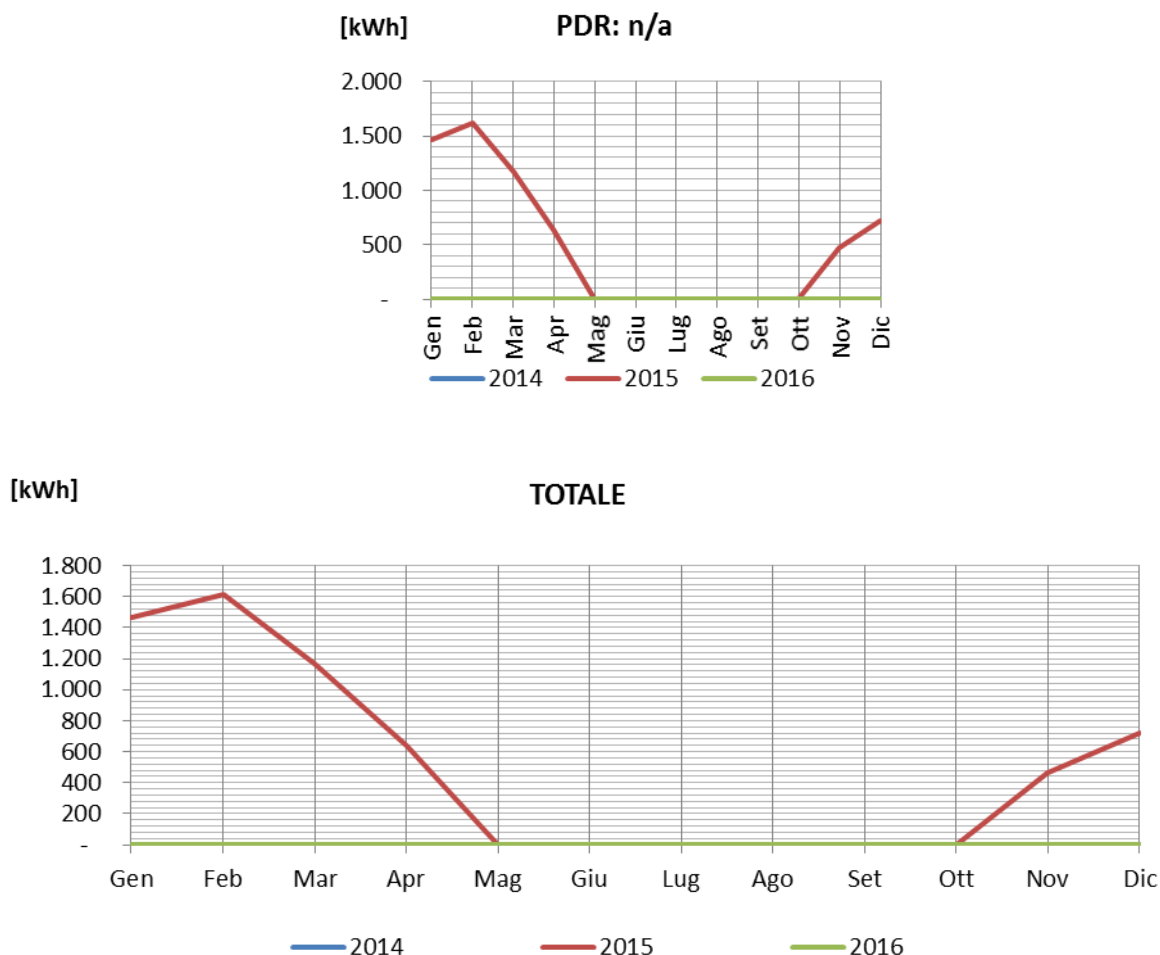 [kWh] PDR: n/a
2.000
1.500
1.000
500
-
Gen Feb Mar Apr Mag Giu Lug Ago Set Ott Nov Dic
2014 2015 2016
[kWh] TOTALE
1.800
1.600
1.400
1.200
1.000
800
600
400
200
-
Gen Feb Mar Apr Mag Giu Lug Ago Set Ott Nov Dic
2014 2015 2016